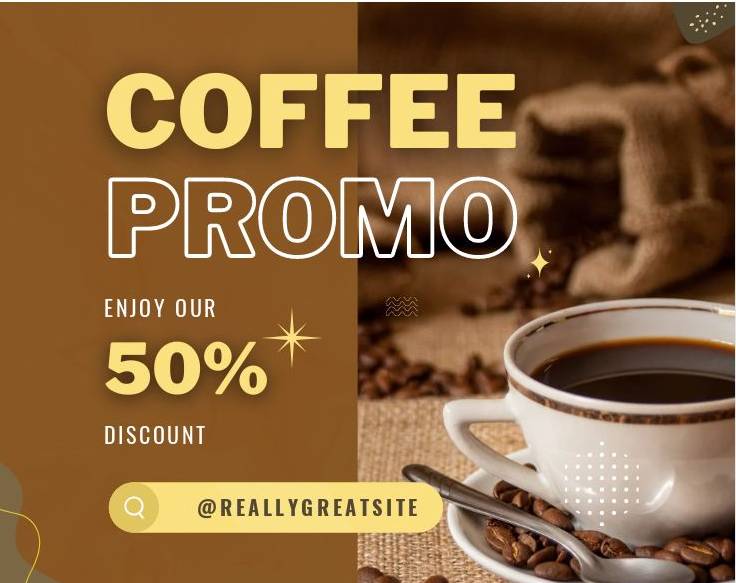 COFFEE
PROMO
ENJOY OUR
50%
DISCOUNT
@REALLYGREATSITE